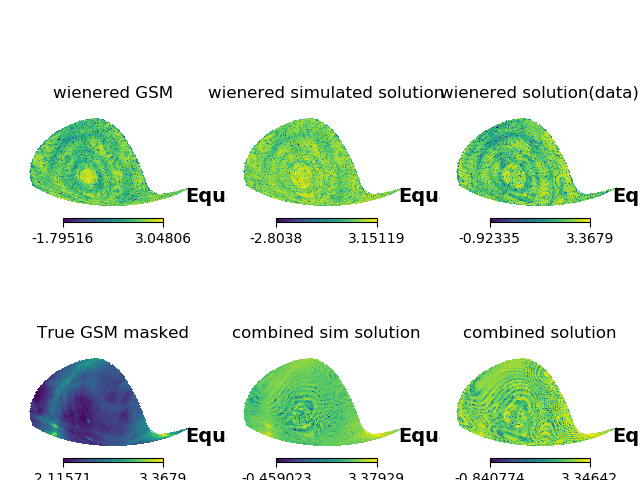 wienered GSM
wienered simulated solution
wienered solution(data)
Equ
Equ
Eq
-1.79516 3.04806
-2.8038 3.15119
-0.92335 3.3679
True GSM masked
combined sim solution
combined solution
Equ
Equ
Eq
2.11571 3.3679
-0.459023 3.37929
-0.840774 3.34642